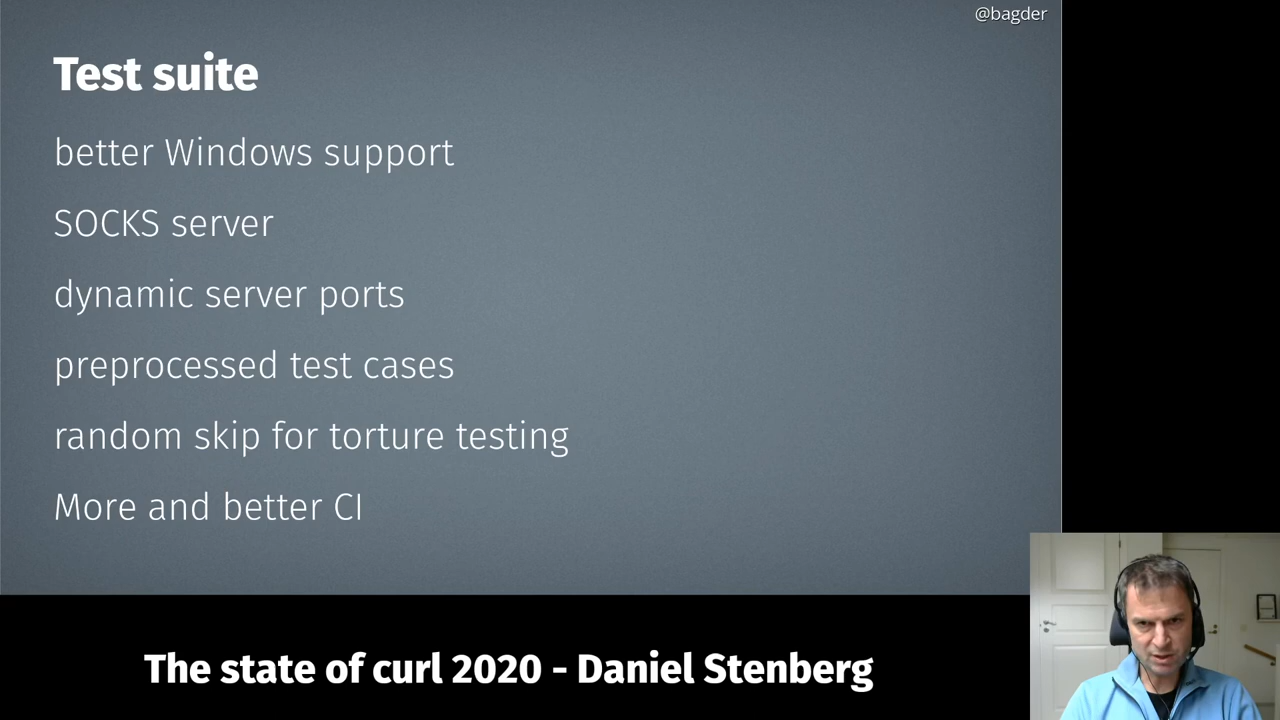 @bagder
Test suite
better Windows support
SOCKS server
dynamic server ports
preprocessed test cases
random skip for torture testing
More and better CI
The state of curl 2020 - Daniel Stenberg